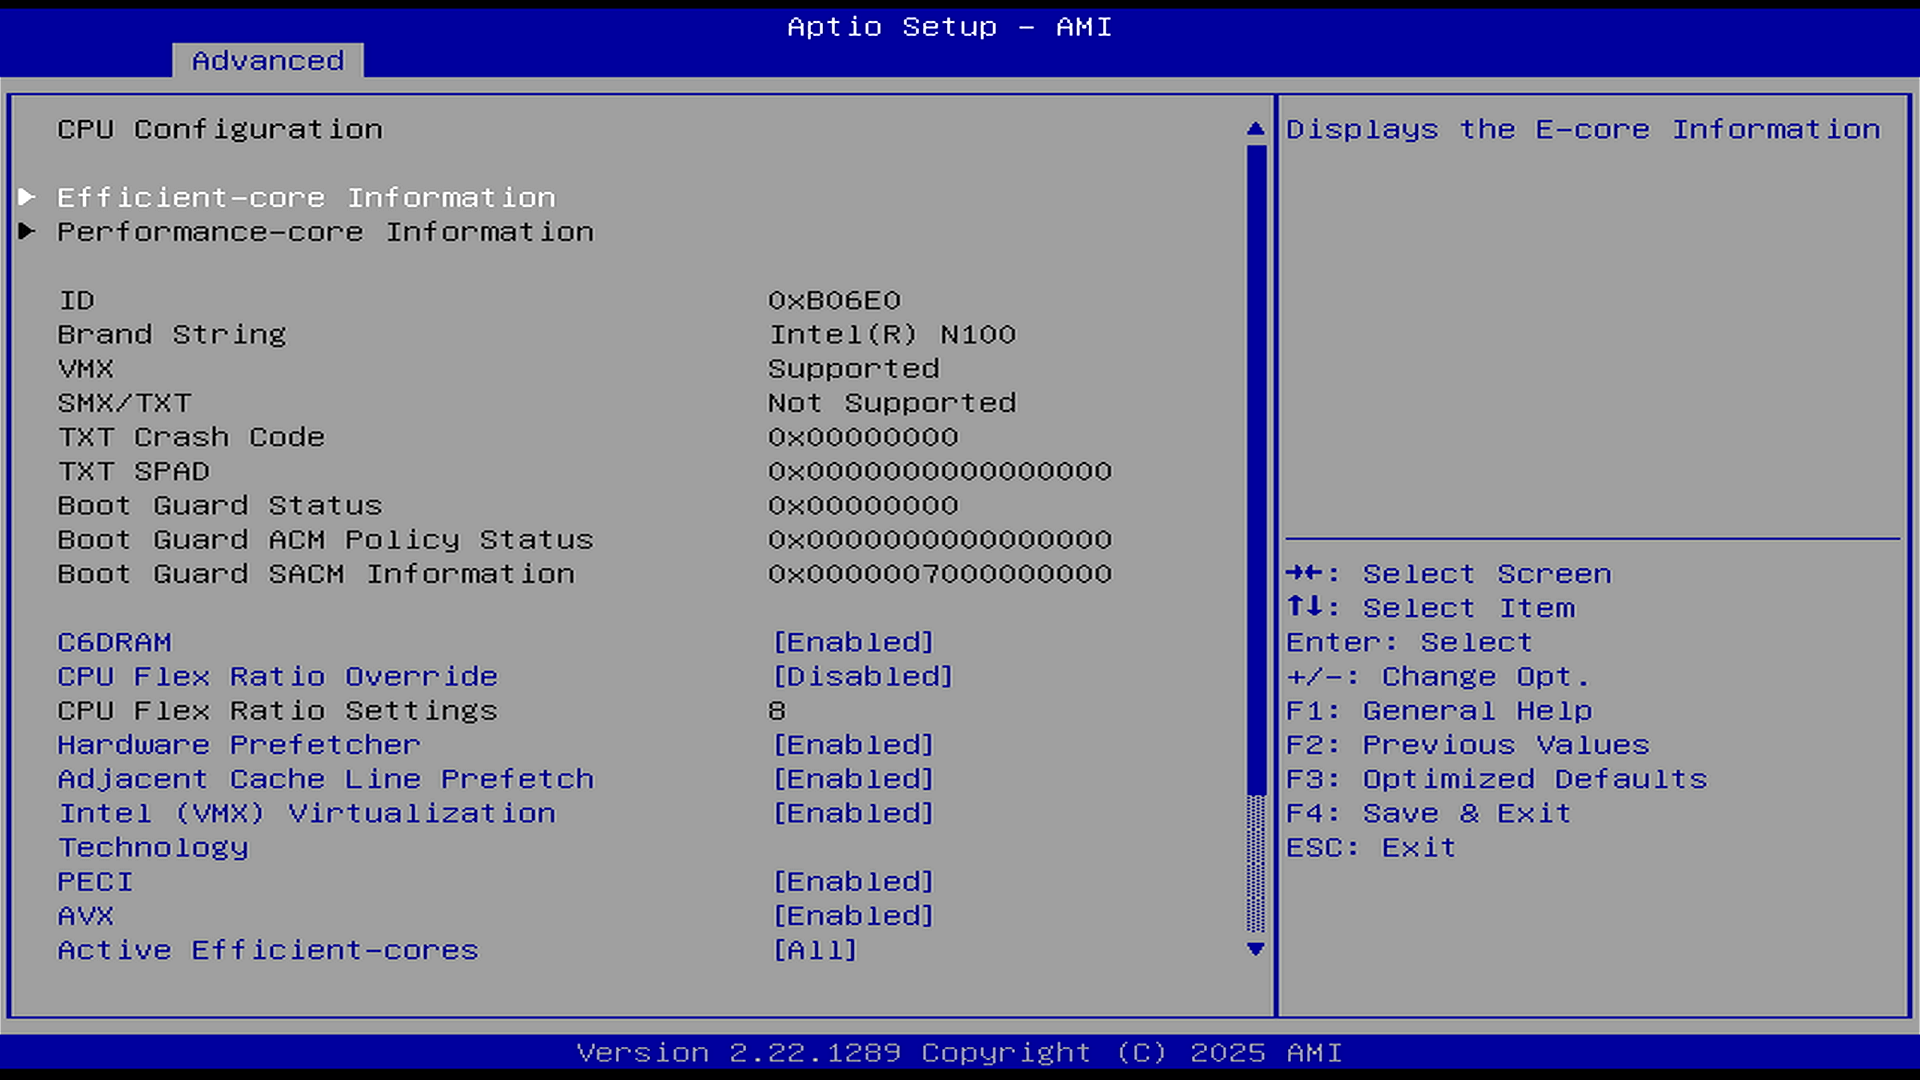 Aptio Setup – AMI
Advanced
CPU Configuration
Efficient-core Information
Performance-core Information
ID 0xB06E0
Brand String Intel(R) N100
VMX Supported
SMX/TXT Not Supported
TXT Crash Code 0x00000000
TXT SPAD 0x0000000000000000
Boot Guard Status 0x00000000
Boot Guard ACM Policy Status 0x0000000000000000
Boot Guard SACM Information 0x0000007000000000
C6DRAM [Enabled]
CPU Flex Ratio Override [Disabled]
CPU Flex Ratio Settings 8
Hardware Prefetcher [Enabled]
Adjacent Cache Line Prefetch [Enabled]
Intel (VMX) Virtualization [Enabled]
Technology
PECI [Enabled]
AVX [Enabled]
Active Efficient-cores [All]
Displays the E-core Information
→←: Select Screen
↑↓: Select Item
Enter: Select
+/-: Change Opt.
F1: General Help
F2: Previous Values
F3: Optimized Defaults
F4: Save & Exit
ESC: Exit
Version 2.22.1289 Copyright (C) 2025 AMI